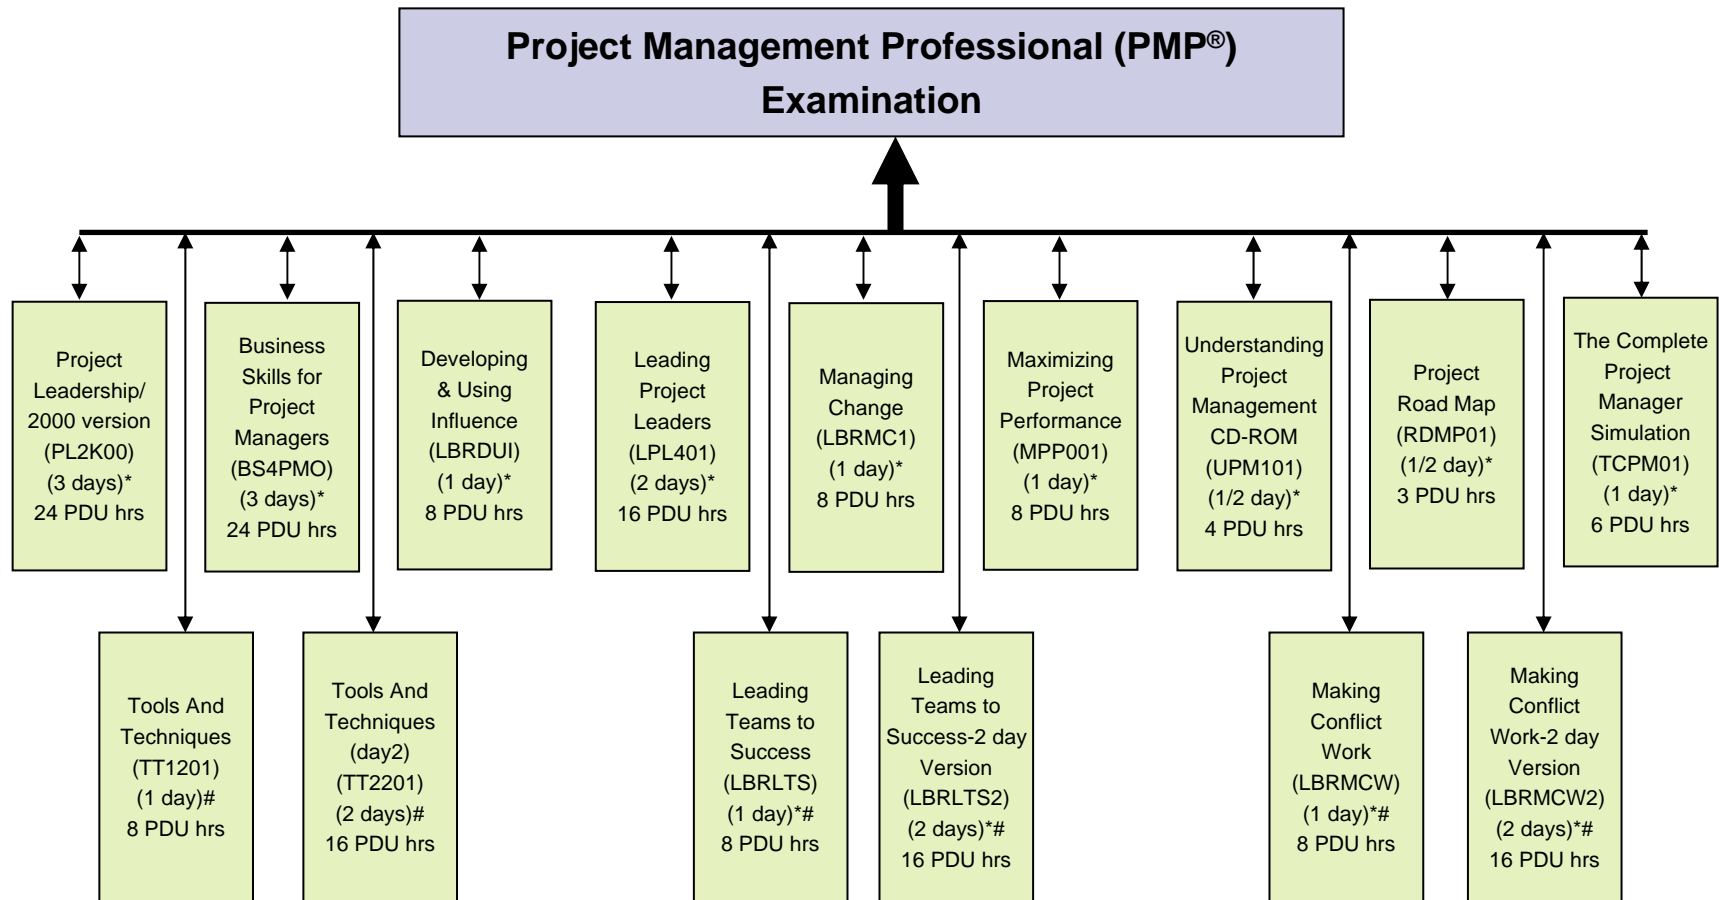 Project Management Professional (PMP®)
Examination
Project
Leadership/
2000 version
(PL2K00)
(3 days)*
24 PDU hrs
Business
Skills for
Project
Managers
(BS4PMO)
(3 days)*
24 PDU hrs
Developing
& Using
Influence
(LBRDUI)
(1 day)*
8 PDU hrs
Leading
Project
Leaders
(LPL401)
(2 days)*
16 PDU hrs
Managing
Change
(LBRMC1)
(1 day)*
8 PDU hrs
Maximizing
Project
Performance
(MPP001)
(1 day)*
8 PDU hrs
Understanding
Project
Management
CD-ROM
(UPM101)
(1/2 day)*
4 PDU hrs
Project
Road Map
(RDMP01)
(1/2 day)*
3 PDU hrs
The Complete
Project
Manager
Simulation
(TCPM01)
(1 day)*
6 PDU hrs
Tools And
Techniques
(TT1201)
(1 day)#
8 PDU hrs
Tools And
Techniques
(day2)
(TT2201)
(2 days)#
16 PDU hrs
Leading
Teams to
Success
(LBRLTS)
(1 day)*#
8 PDU hrs
Leading
Teams to
Success-2 day
Version
(LBRLTS2)
(2 days)*#
16 PDU hrs
Making
Conflict
Work
(LBRMCW)
(1 day)*#
8 PDU hrs
Making
Conflict
Work-2 day
Version
(LBRMCW2)
(2 days)*#
16 PDU hrs